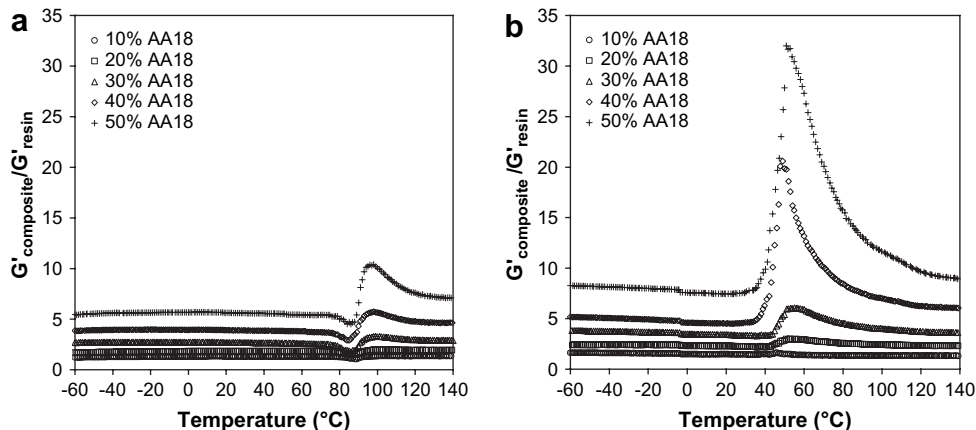 a
35
30
25
20
15
10
5
0
G'composite/G'resin
10% AA18
20% AA18
30% AA18
40% AA18
50% AA18
-60 -40 -20 0 20 40 60 80 100 120 140
Temperature (°C)
b
35
30
25
20
15
10
5
0
G'composite /G'resin
10% AA18
20% AA18
30% AA18
40% AA18
50% AA18
-60 -40 -20 0 20 40 60 80 100 120 140
Temperature (°C)